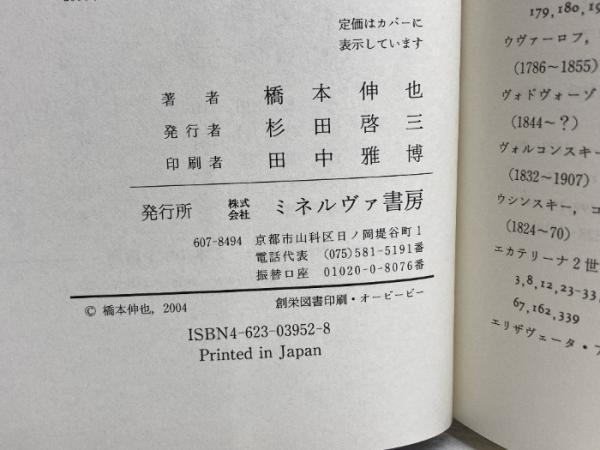 定価はカバーに
表示しています
著者 橋本伸也
発行者 杉田啓三
印刷者 田中雅博
発行所 株式会社 ミネルヴァ書房
607-8494 京都市山科区日ノ岡堤谷町1
電話代表 (075)581-5191番
振替口座 01020-0-8076番
© 橋本伸也, 2004 創栄図書印刷・オービービー
ISBN4-623-03952-8
Printed in Japan
179, 180, 19
ウヴァーロフ,
(1786~1855)
ヴォドヴォーゾ
(1844~?)
ヴォルコンスキー
(1832~1907)
ウシンスキー, コ
(1824~70)
エカテリーナ2世
3, 8, 12, 23-33,
67, 162, 339
エリザヴェータ・